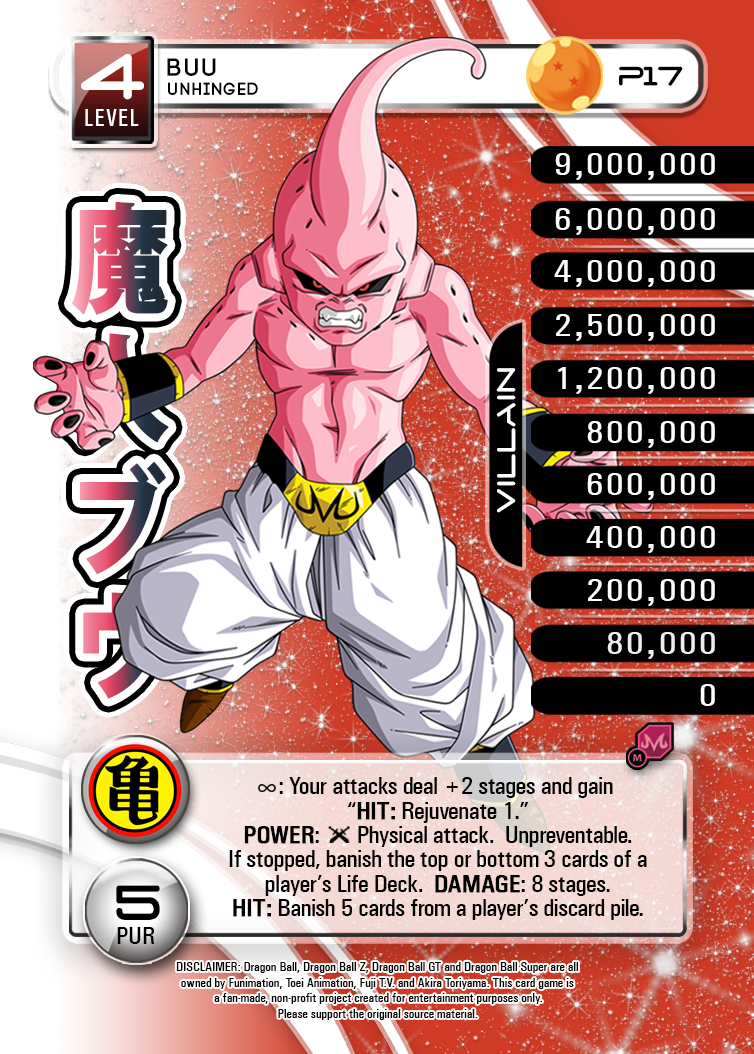 4
LEVEL
BUU
UNHINGED
P17
9,000,000
6,000,000
4,000,000
2,500,000
1,200,000
800,000
600,000
400,000
200,000
80,000
0
VILLAIN
魔人ブウ
亀
5
PUR
M
∞: Your attacks deal +2 stages and gain
“HIT: Rejuvenate 1.”
POWER: Physical attack. Unpreventable.
If stopped, banish the top or bottom 3 cards of a
player’s Life Deck. DAMAGE: 8 stages.
HIT: Banish 5 cards from a player’s discard pile.
DISCLAIMER: Dragon Ball, Dragon Ball Z, Dragon Ball GT and Dragon Ball Super are all
owned by Funimation, Toei Animation, Fuji T.V. and Akira Toriyama. This card game is
a fan-made, non-profit project created for entertainment purposes only.
Please support the original source material.